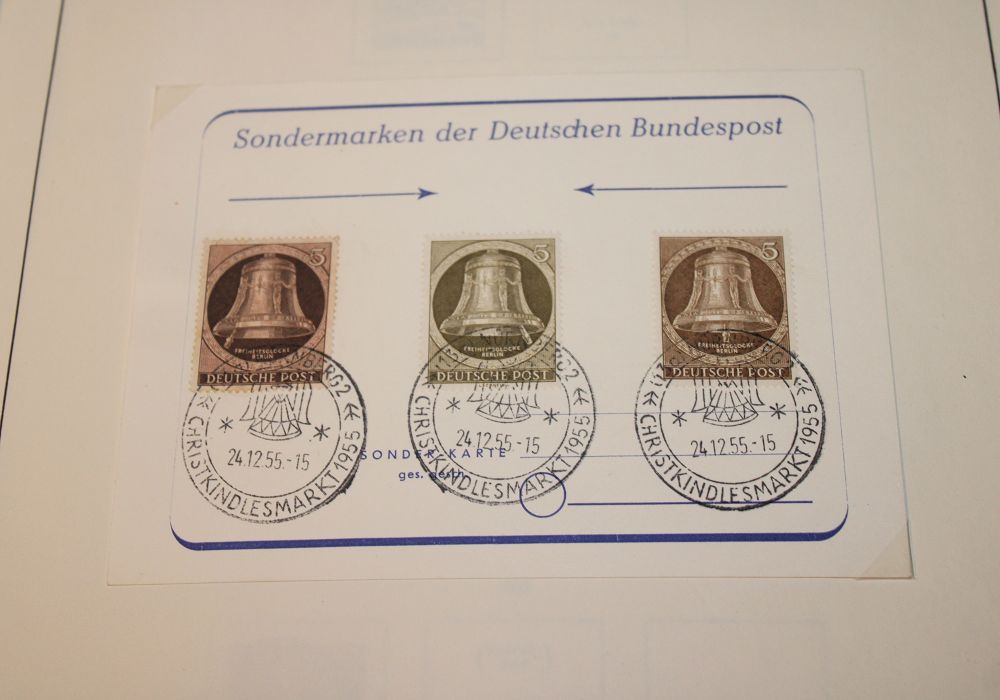 Sondermarken der Deutschen Bundespost
5
FREIHEITSGLOCKE
BERLIN
DEUTSCHE POST
5
FREIHEITSGLOCKE
BERLIN
DEUTSCHE POST
5
FREIHEITSGLOCKE
BERLIN
DEUTSCHE POST
24.12.55.-15
CHRISTKINDLESMARKT 1955
24.12.55.-15
CHRISTKINDLESMARKT 1955
24.12.55.-15
CHRISTKINDLESMARKT 1955
SONDER-KARTE
ges. gesch.